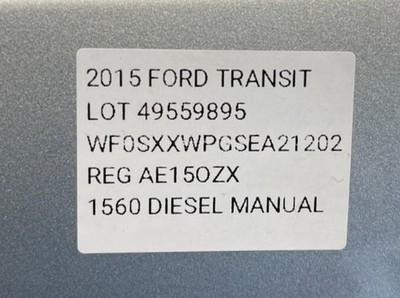 2015 FORD TRANSIT
LOT 49559895
WF0SXXWPGSEA21202
REG AE15OZX
1560 DIESEL MANUAL